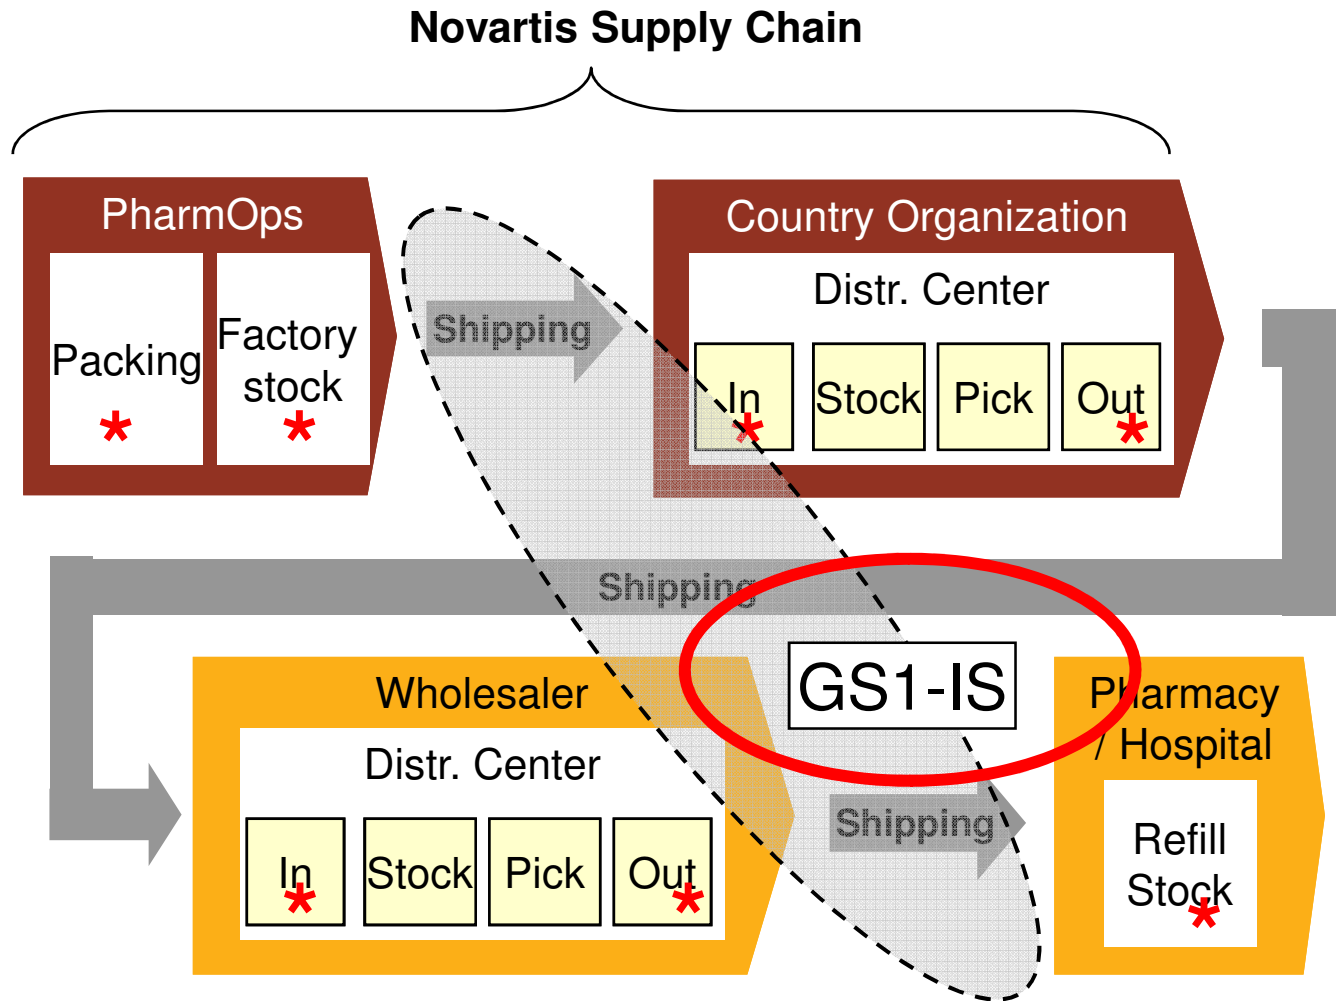 Novartis Supply Chain
PharmOps
Packing
*
Factory
stock
*
Shipping
Country Organization
Distr. Center
In
*
Stock
Pick
Out
*
Shipping
GS1-IS
Wholesaler
Distr. Center
In
*
Stock
Pick
Out
*
Shipping
Pharmacy
/ Hospital
Refill
Stock
*